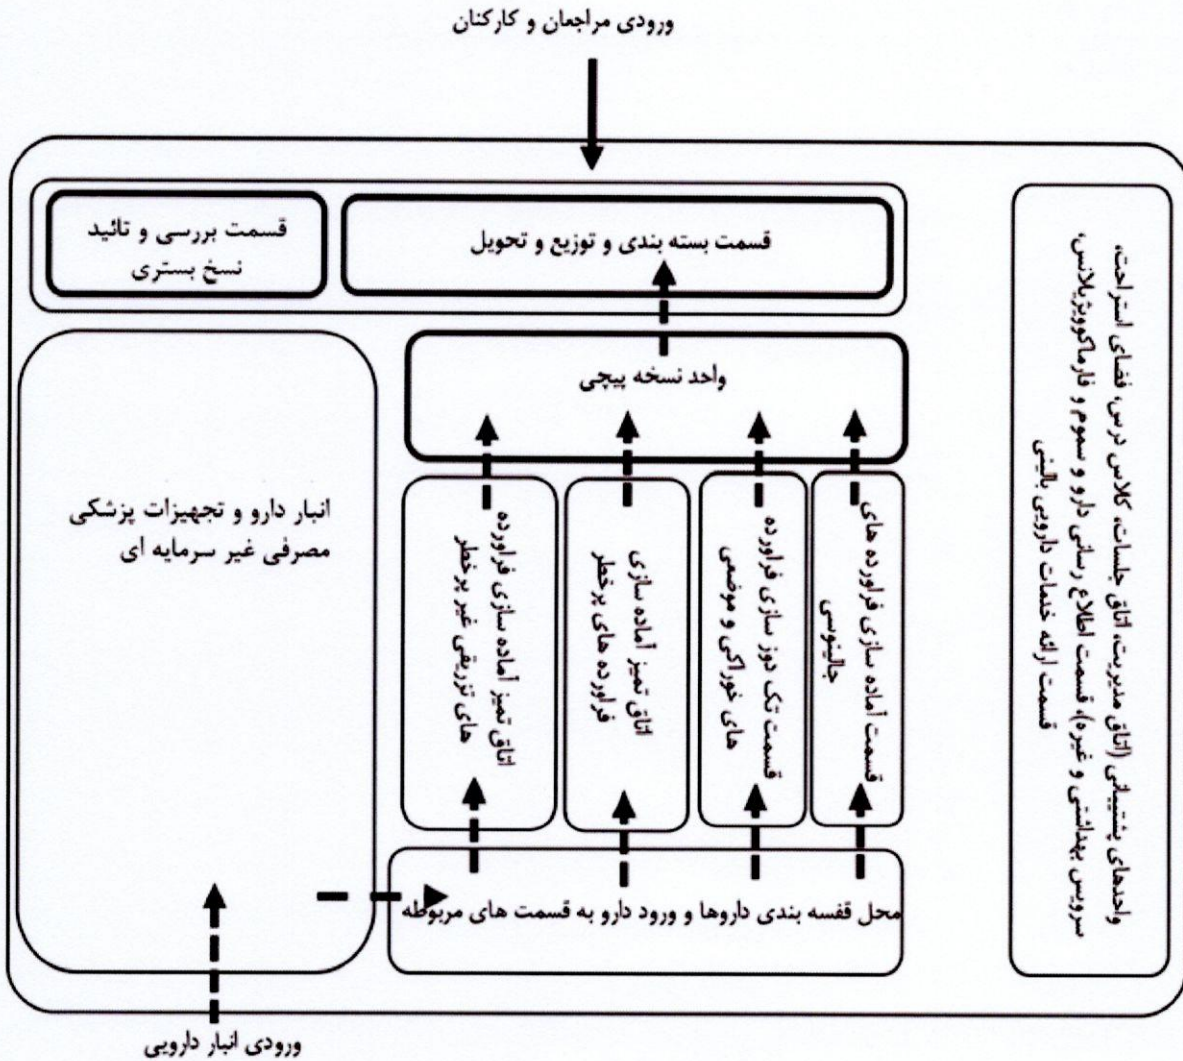 ورودی مراجعان و کارکنان
قسمت بسته بندی و توزیع و تحویل
قسمت بررسی و تائید
نسخ بستری
واحد نسخه پیچی
واحدهای پشتیبانی (اتاق مدیریت، اتاق جلسات، کلاس درس، فضای استراحت،
سرویس بهداشتی و غیره)، قسمت اطلاع رسانی دارو و سموم و فارماکوویژیلانس،
قسمت ارائه خدمات دارویی بالینی
قسمت آماده سازی فراورده های
جالینوسی
قسمت تک دوز سازی فراورده
های خوراکی و موضعی
اتاق تمیز آماده سازی
فراورده های پرخطر
اتاق تمیز آماده سازی فراورده
های تزریقی غیر پرخطر
انبار دارو و تجهیزات پزشکی
مصرفی غیر سرمایه ای
محل قفسه بندی داروها و ورود دارو به قسمت های مربوطه
ورودی انبار دارویی